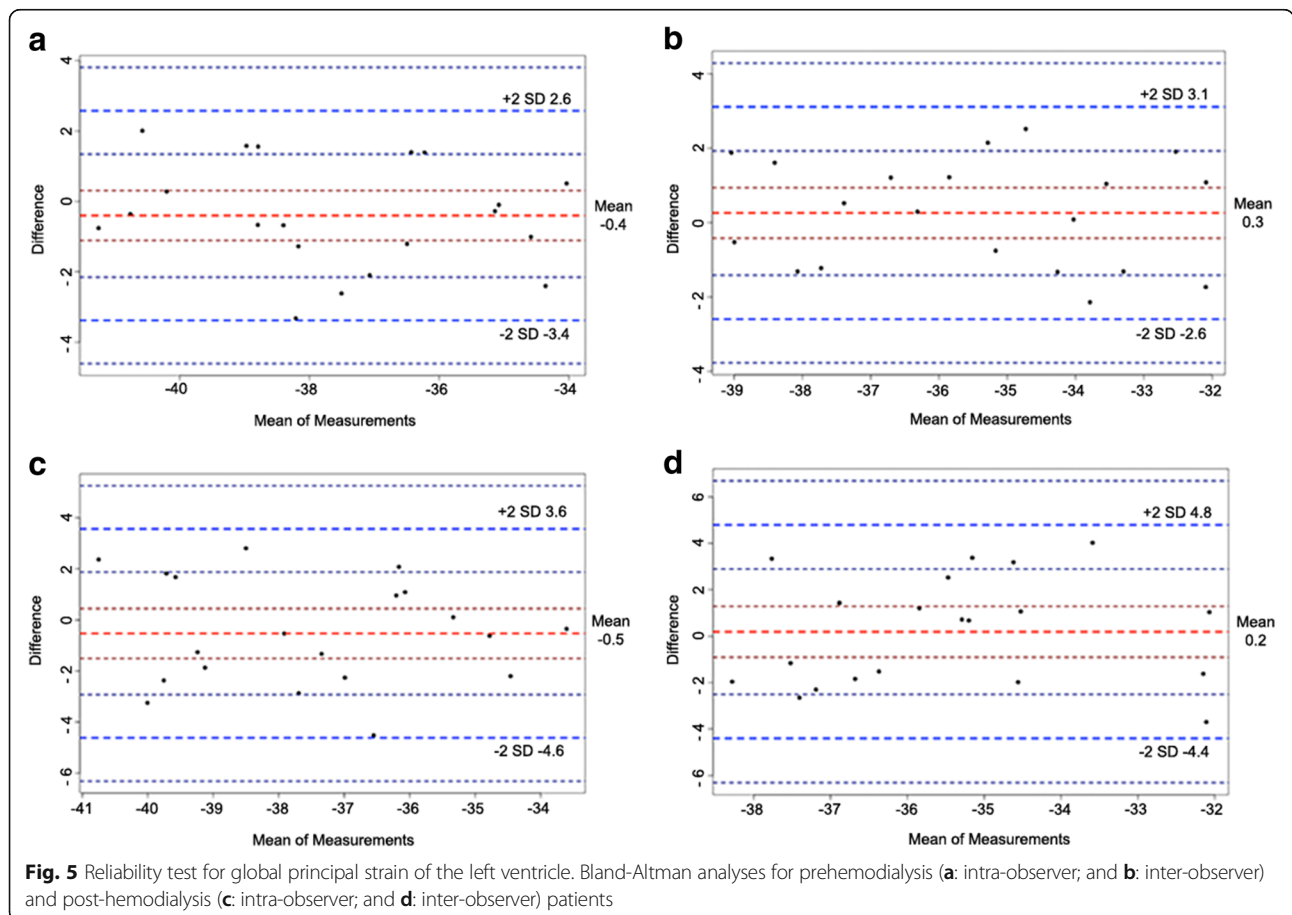 a
4
2
0
- 2
- 4
Difference
+2 SD 2.6
Mean
-0.4
-2 SD -3.4
-40
-38
-36
-34
Mean of Measurements
b
4
2
0
- 2
- 4
Difference
+2 SD 3.1
Mean
0.3
-2 SD -2.6
-39
-38
-37
-36
-35
-34
-33
-32
Mean of Measurements
c
4
2
0
- 2
- 4
- 6
Difference
+2 SD 3.6
Mean
-0.5
-2 SD -4.6
-41
-40
-39
-38
-37
-36
-34
Mean of Measurements
d
6
4
2
0
- 2
- 4
- 6
Difference
+2 SD 4.8
Mean
0.2
-2 SD -4.4
-38
-37
-36
-35
-34
-33
-32
Mean of Measurements
Fig. 5 Reliability test for global principal strain of the left ventricle. Bland-Altman analyses for prehemodialysis (a: intra-observer; and b: inter-observer)
and post-hemodialysis (c: intra-observer; and d: inter-observer) patients